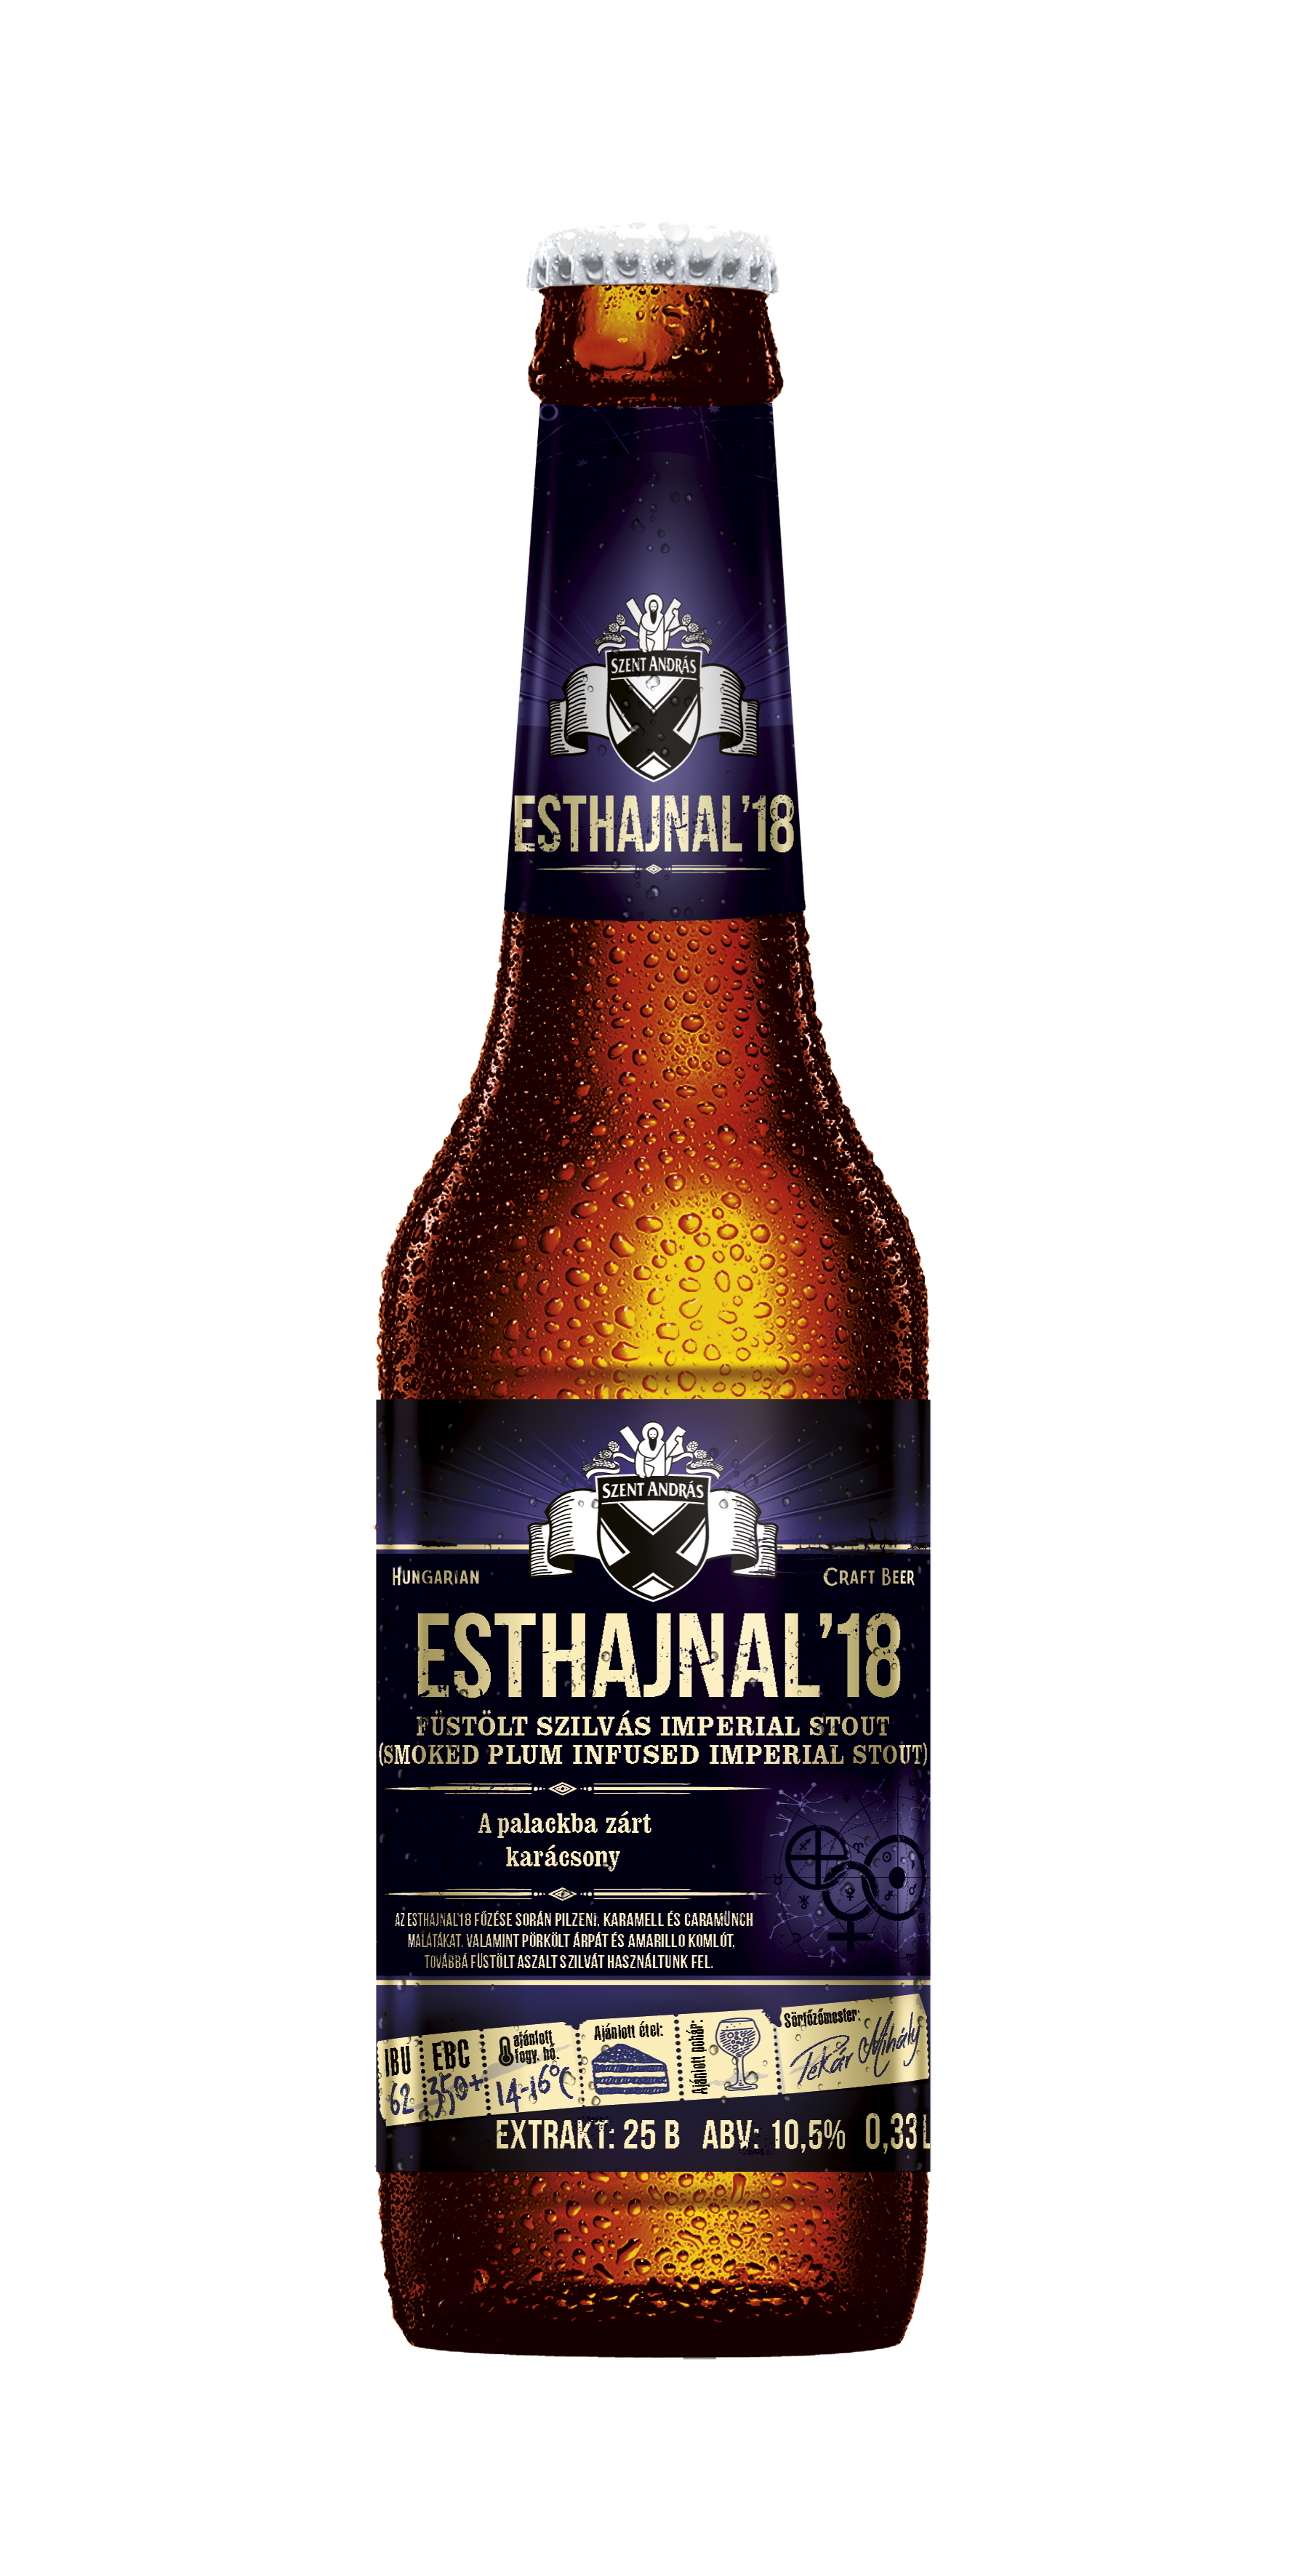 SZENT ANDRÁS
ESTHAJNAL'18
SZENT ANDRÁS
HUNGARIAN
CRAFT BEER
ESTHAJNAL'18
FÜSTÖLT SZILVÁS IMPERIAL STOUT
(SMOKED PLUM INFUSED IMPERIAL STOUT)
A palackba zárt
karácsony
AZ ESTHAJNAL'18 FŐZÉSE SORÁN PILZENI, KARAMELL ÉS CARAMÜNCH
MALÁTÁKAT, VALAMINT PÖRKÖLT ÁRPÁT ÉS AMARILLO KOMLÓT,
TOVÁBBÁ FÜSTÖLT ASZALT SZILVÁT HASZNÁLTUNK FEL.
IBU
62
EBC
350+
ajánlott
fogy. hő.
14-16°C
Ajánlott étel:
Ajánlott pohár:
Sörfőzőmester:
Tékár Mihály
EXTRAKT: 25 B ABV: 10,5% 0,33 L